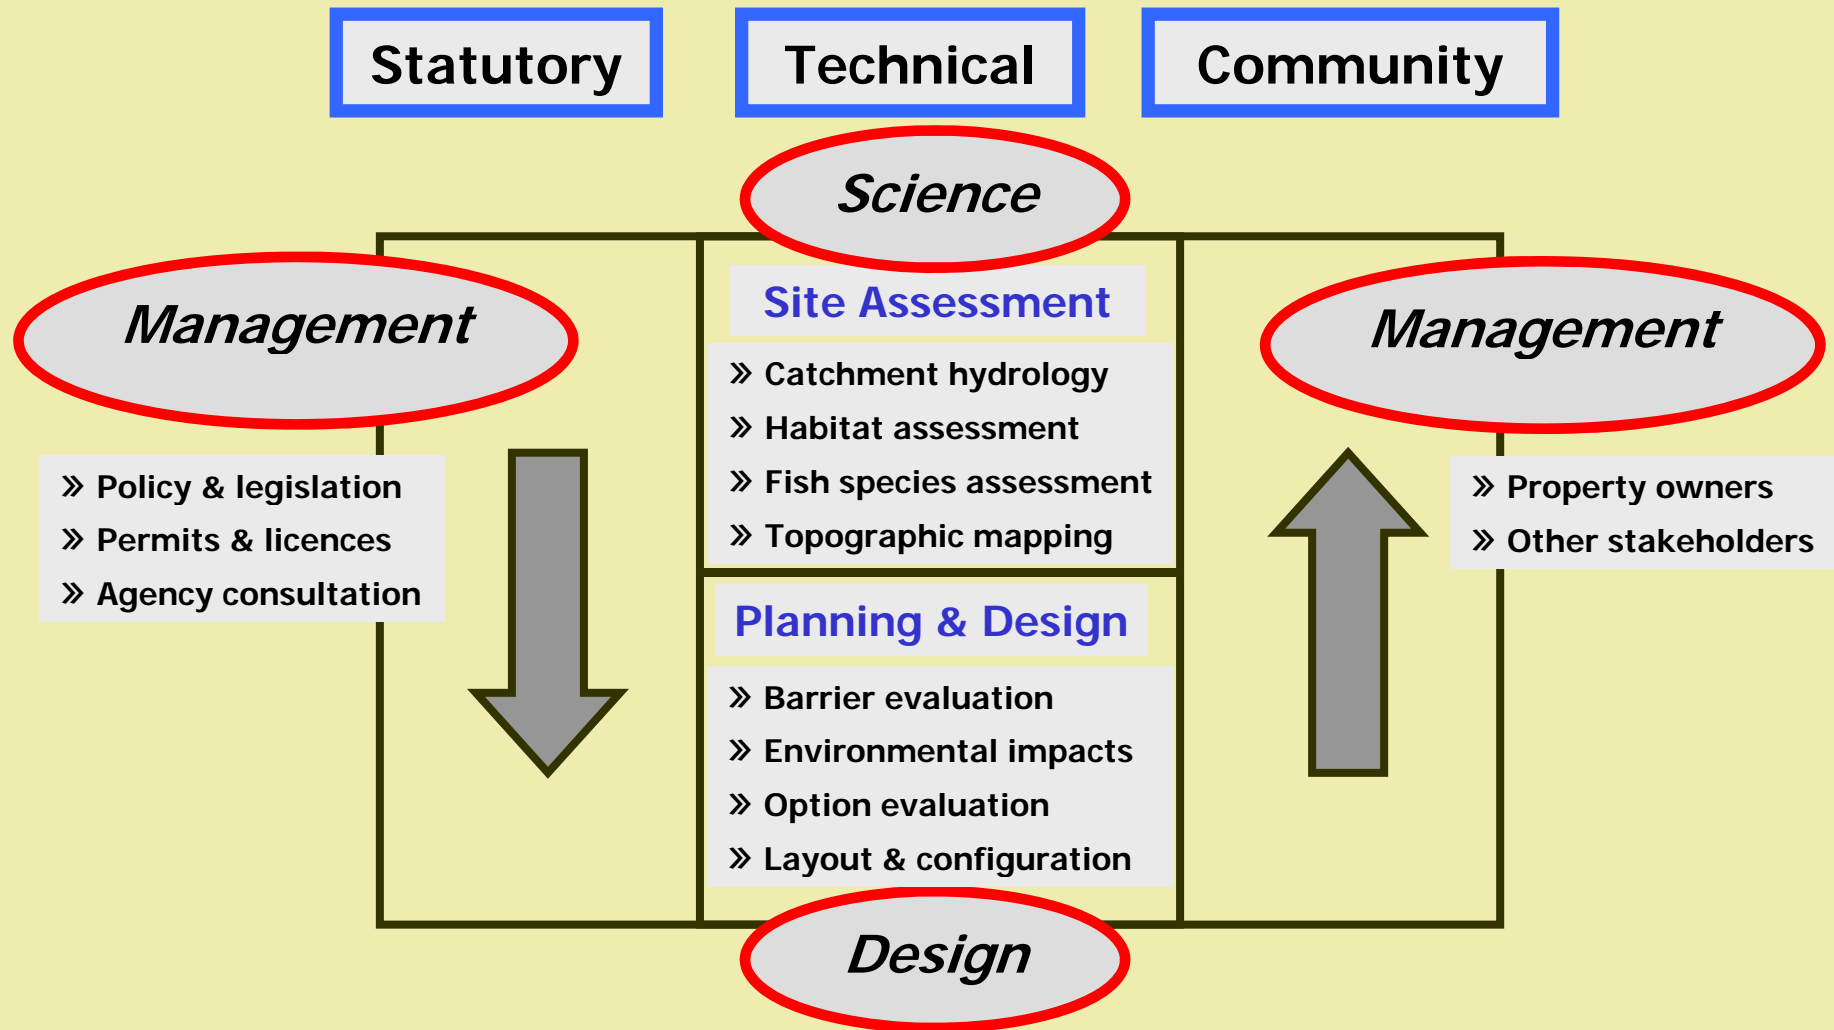 Statutory
Technical
Community
Science
Management
» Policy & legislation
» Permits & licences
» Agency consultation
Site Assessment
» Catchment hydrology
» Habitat assessment
» Fish species assessment
» Topographic mapping
Planning & Design
» Barrier evaluation
» Environmental impacts
» Option evaluation
» Layout & configuration
Design
Management
» Property owners
» Other stakeholders